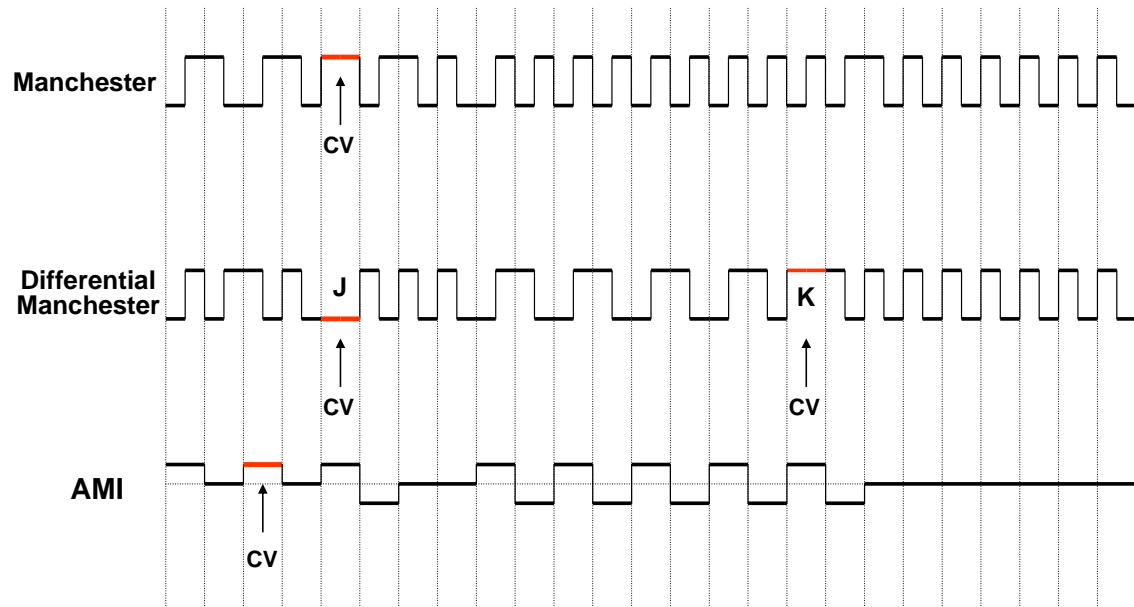 Manchester
CV
Differential
Manchester
J
K
CV
CV
AMI
CV